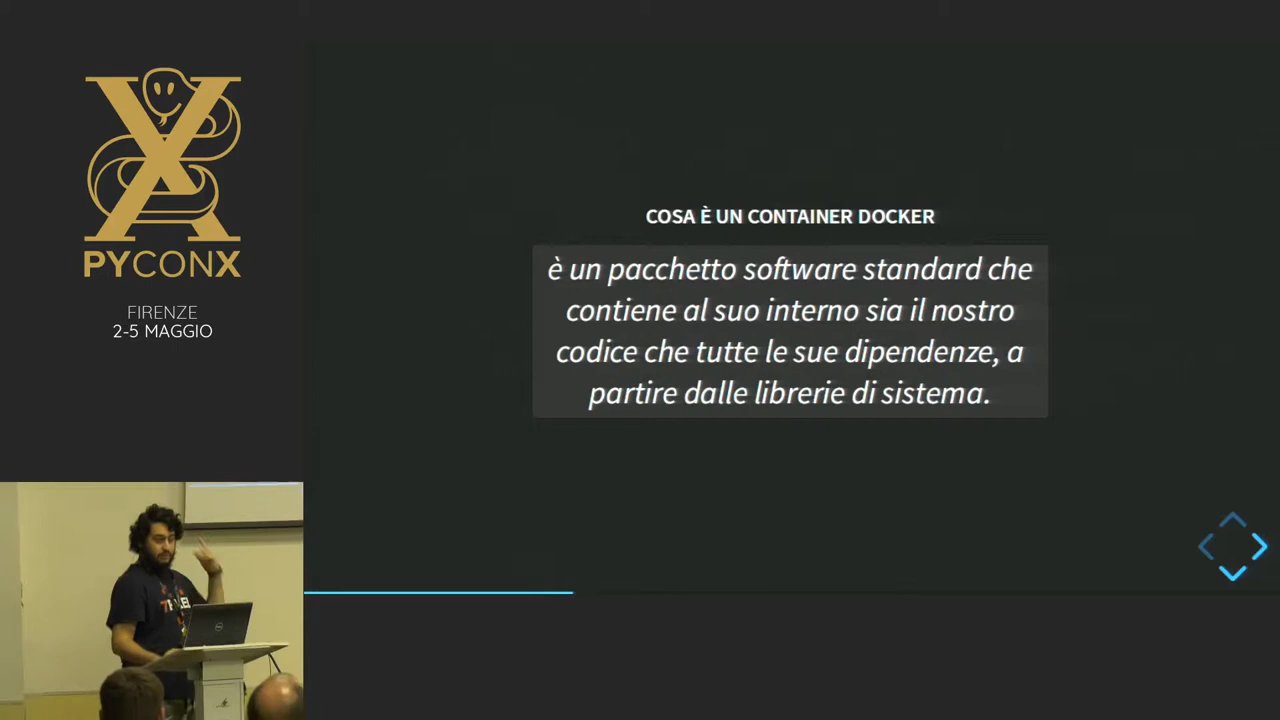 PYCONX
FIRENZE
2-5 MAGGIO
COSA È UN CONTAINER DOCKER
è un pacchetto software standard che
contiene al suo interno sia il nostro
codice che tutte le sue dipendenze, a
partire dalle librerie di sistema.